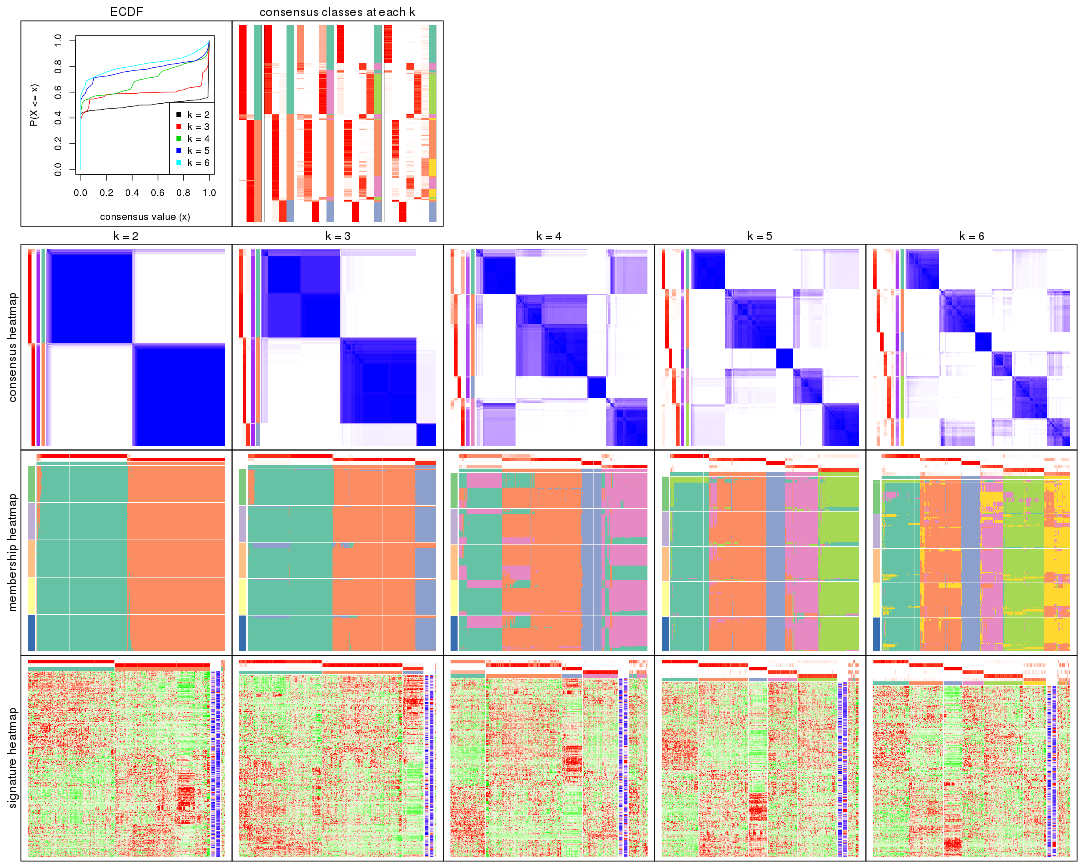 ECDF
consensus classes at each k
P(X <= x)
0.0 0.2 0.4 0.6 0.8 1.0
k = 2
k = 3
k = 4
k = 5
k = 6
0.0 0.2 0.4 0.6 0.8 1.0
consensus value (x)
k = 2
k = 3
k = 4
k = 5
k = 6
consensus heatmap
membership heatmap
signature heatmap